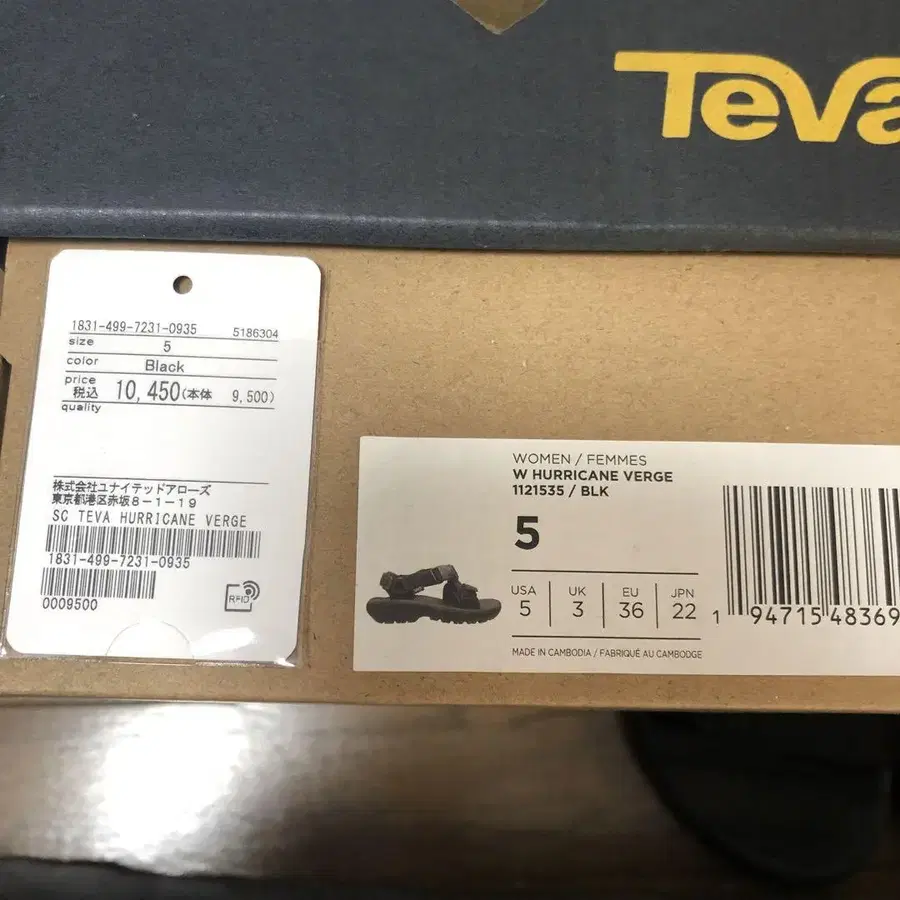 Teva
1831-499-7231-0935 5186304
size 5
color Black
price
税込 10,450(本体 9,500)
quality
株式会社ユナイテッドアローズ
東京都港区赤坂8-1-19
SC TEVA HURRICANE VERGE
1831-499-7231-0935
0009500
RFID
WOMEN / FEMMES
W HURRICANE VERGE
1121535 / BLK
5
USA UK EU JPN
5 3 36 22
1 94715 48369
MADE IN CAMBODIA / FABRIQUÉ AU CAMBODGE